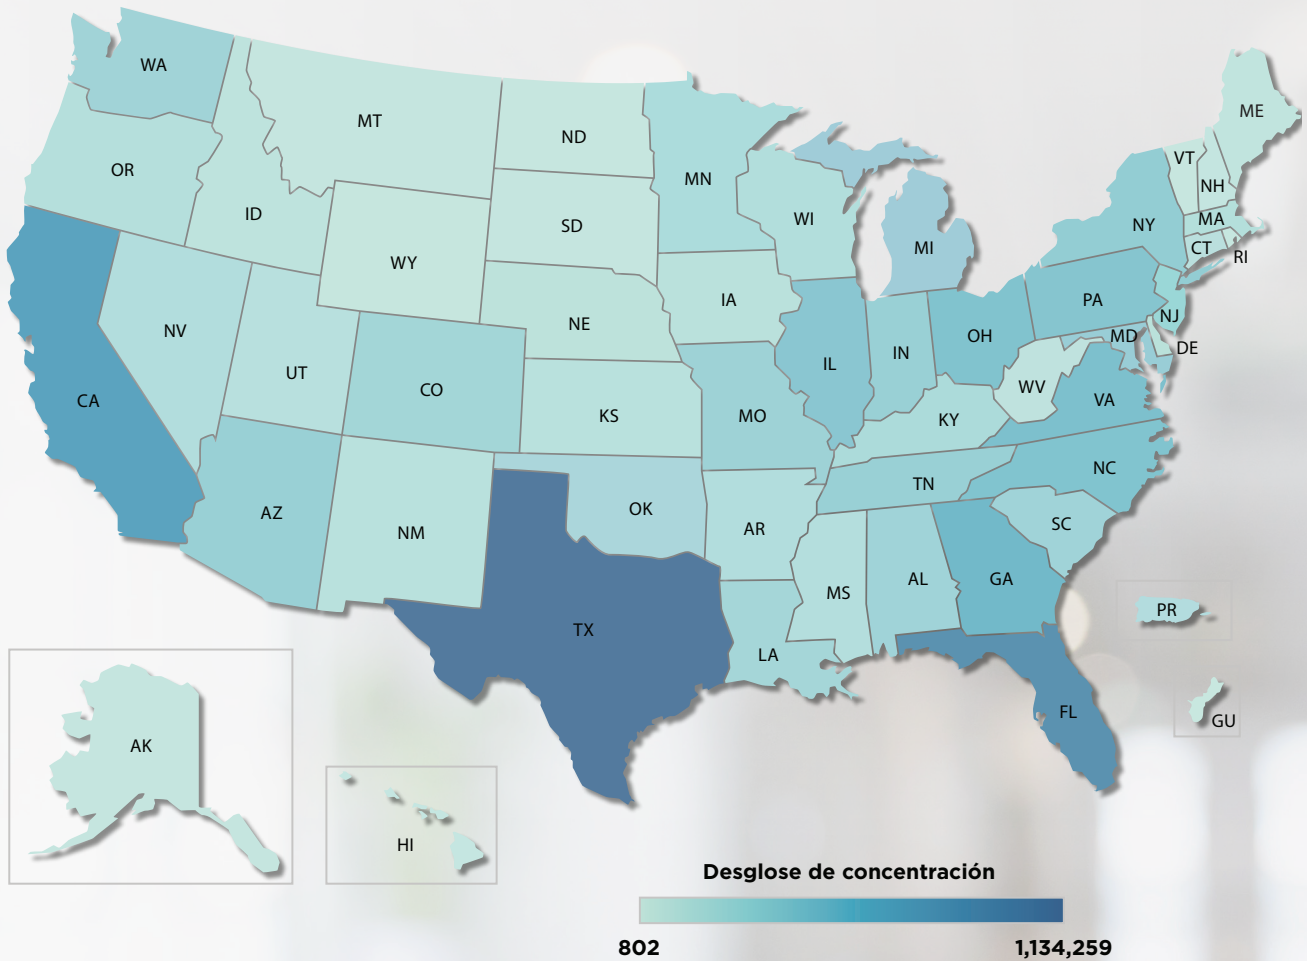 WA
MT
ND
MN
OR
ID
SD
WI
WY
MI
ME
VT
NH
NY
MA
CT
RI
NV
UT
NE
IA
PA
NJ
CA
CO
KS
MO
IL
IN
OH
MD
DE
WV
VA
KY
AZ
NM
OK
AR
TN
NC
SC
TX
LA
MS
AL
GA
PR
FL
GU
AK
HI
Desglose de concentración
802
1,134,259